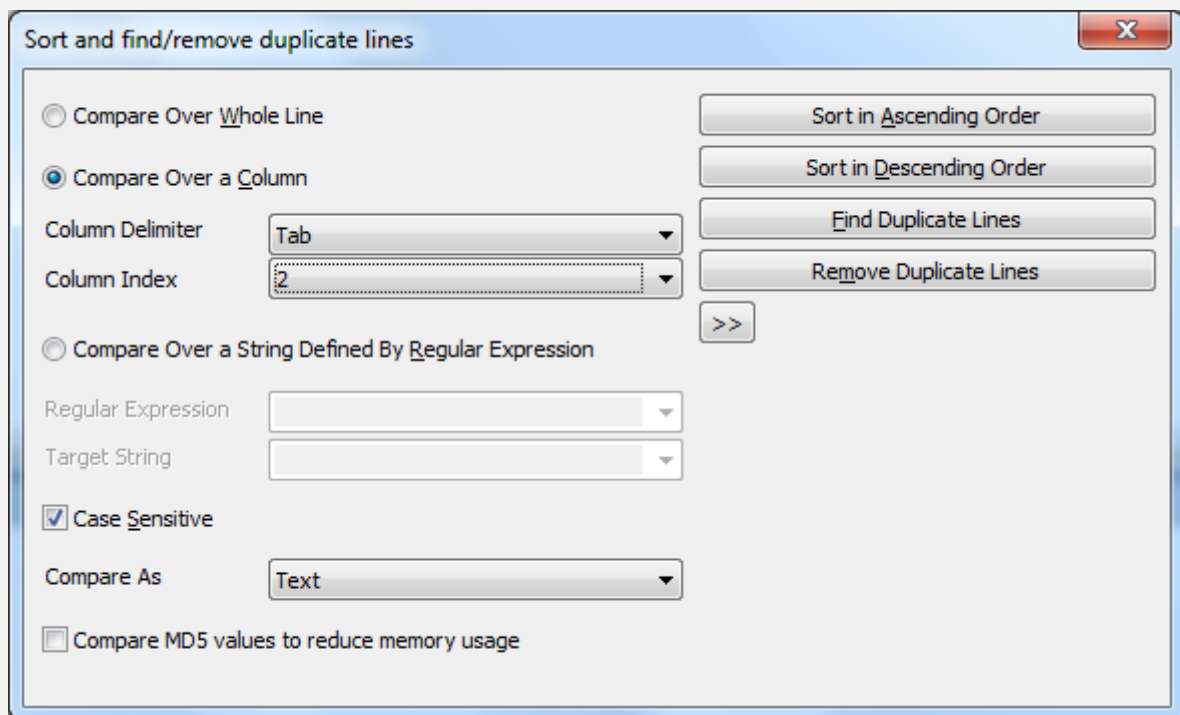 Sort and find/remove duplicate lines
X
Compare Over Whole Line
Sort in Ascending Order
Compare Over a Column
Sort in Descending Order
Column Delimiter Tab
Find Duplicate Lines
Column Index 2
Remove Duplicate Lines
>>
Compare Over a String Defined By Regular Expression
Regular Expression
Target String
Case Sensitive
Compare As Text
Compare MD5 values to reduce memory usage